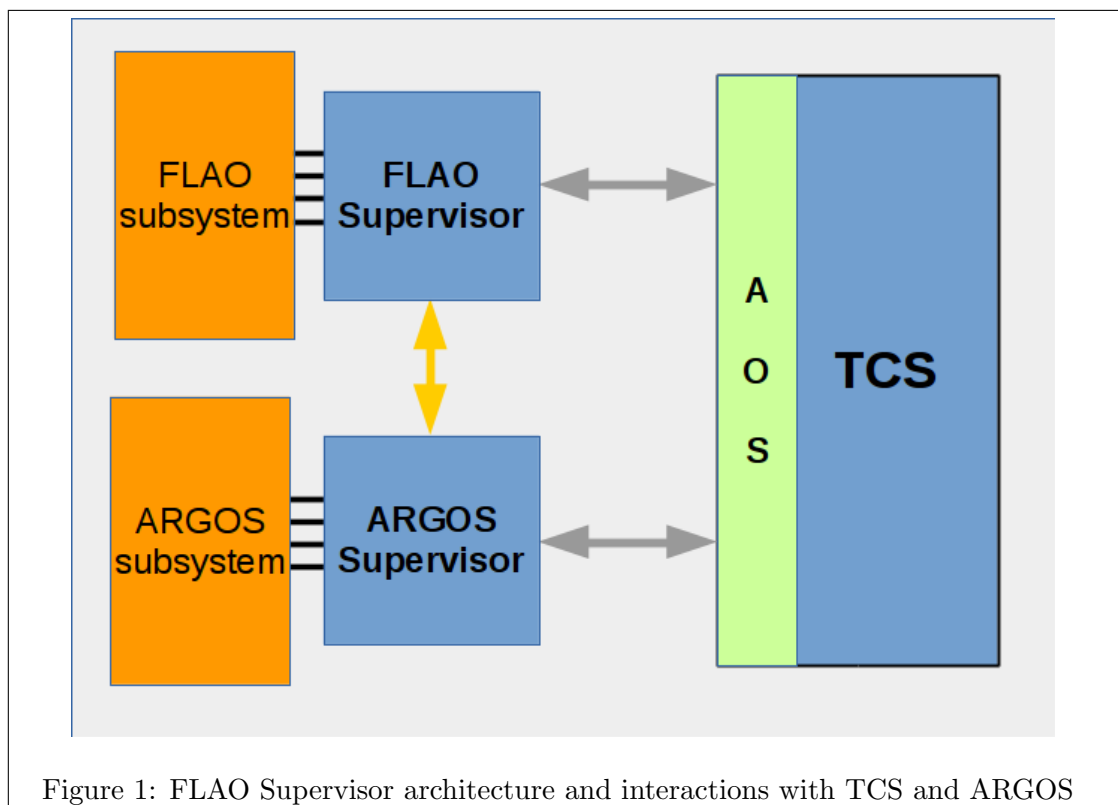 FLAO
subsystem
FLAO
Supervisor
A
O
S
TCS
ARGOS
subsystem
ARGOS
Supervisor
Figure 1: FLAO Supervisor architecture and interactions with TCS and ARGOS